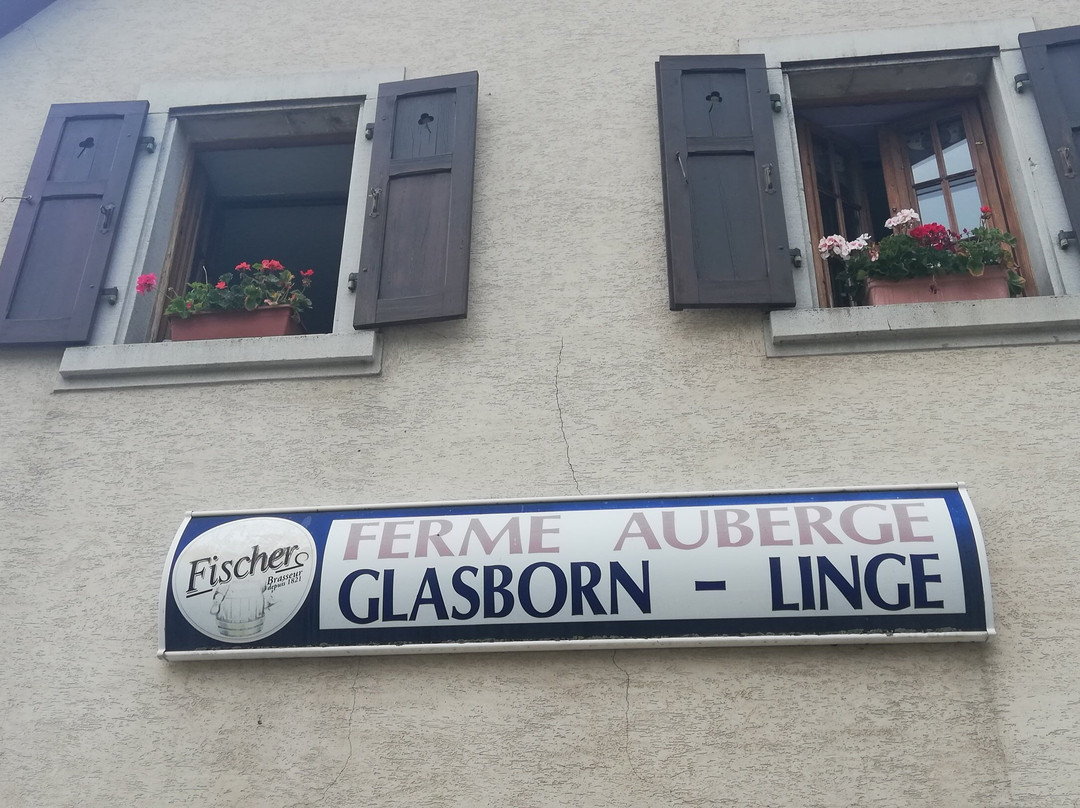 Fischer
Brasseur
depuis 1821
FERME AUBERGE
GLASBORN - LINGE